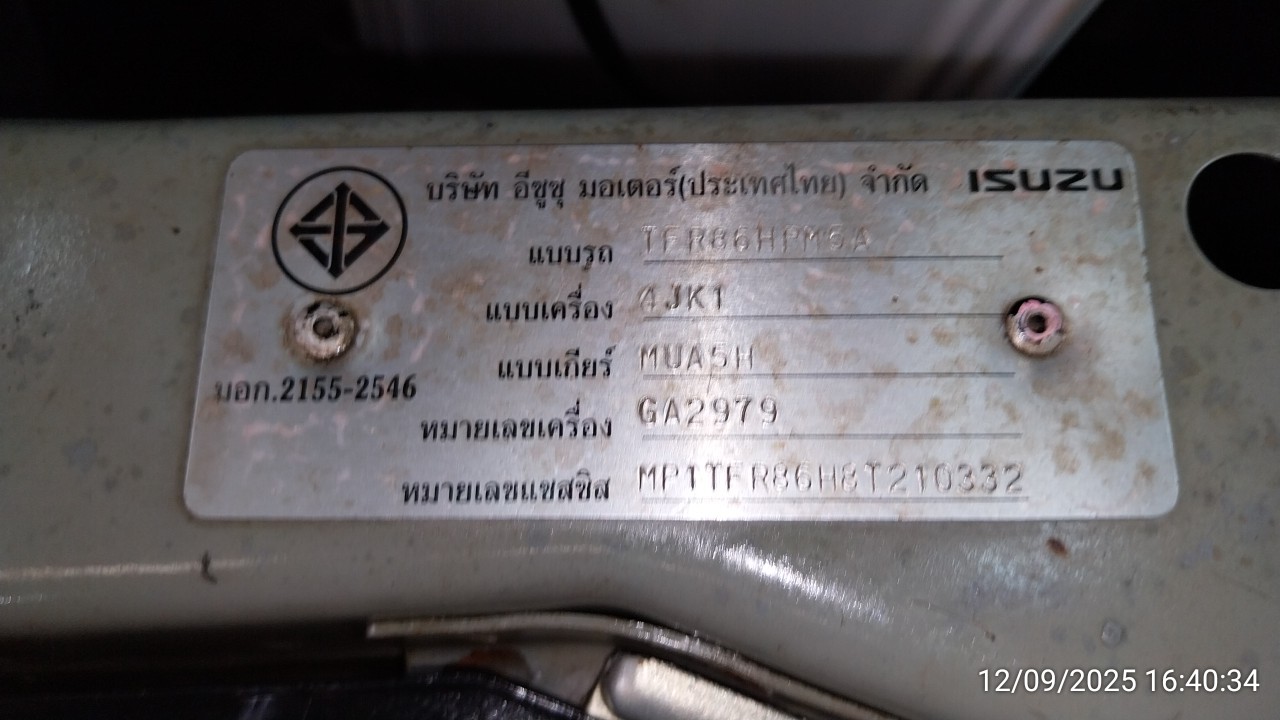 บริษัท อีซูซุ มอเตอร์(ประเทศไทย) จำกัด ISUZU
แบบรถ TFR86HPM5A
แบบเครื่อง 4JK1
แบบเกียร์ MUA5H
มอก.2155-2546
หมายเลขเครื่อง GA2979
หมายเลขแชสซิส MP1TFR86H8T210332
12/09/2025 16:40:34